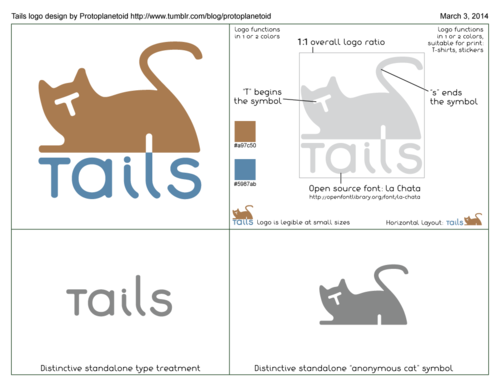 Tails logo design by Protoplanetoid http://www.tumblr.com/blog/protoplanetoid
March 3, 2014
T
Tails
Logo functions
in 1 or 2 colors
1:1 overall logo ratio
Logo functions
in 1 or 2 colors,
suitable for print:
T-shirts, stickers
"T" begins
the symbol
"s" ends
the symbol
T
Tails
#a97c50
#5987ab
Open source font: La Chata
http://openfontlibrary.org/font/la-chata
Tails
Logo is legible at small sizes
Horizontal layout:
Tails
Tails
Distinctive standalone type treatment
T
Distinctive standalone "anonymous cat" symbol